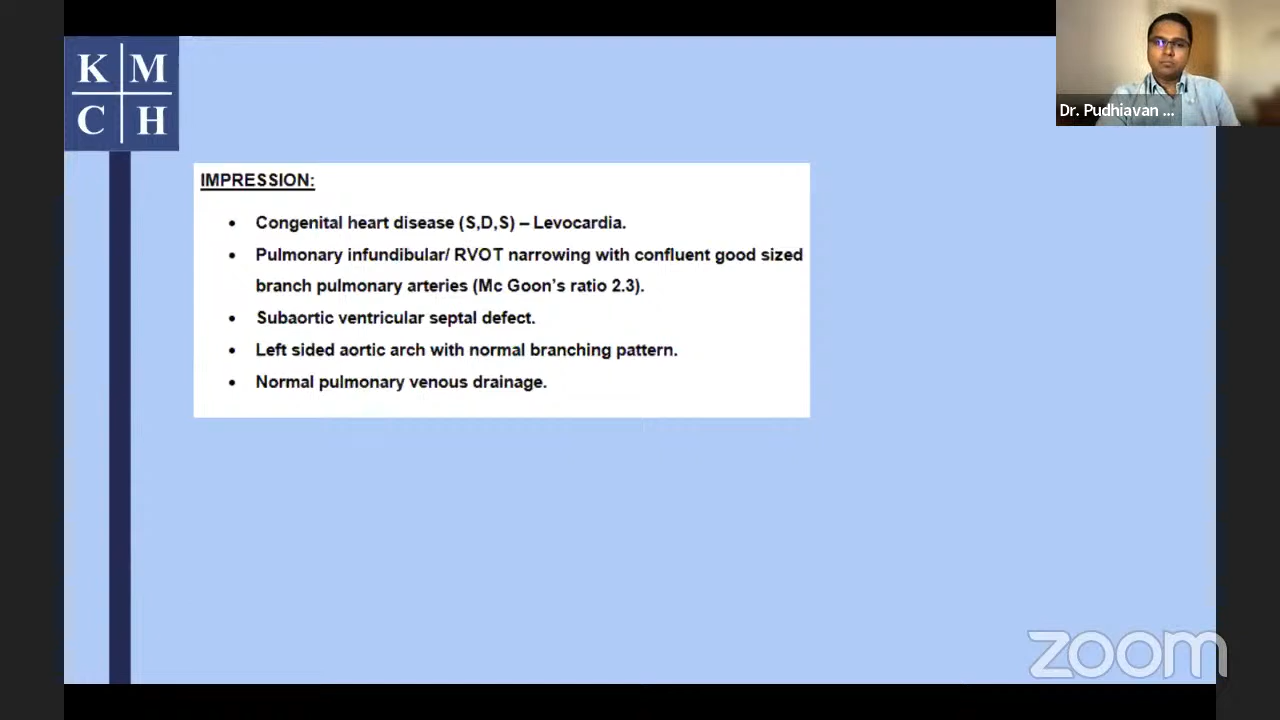 K M
C H
Dr. Pudhiavan ...
IMPRESSION:
• Congenital heart disease (S,D,S) – Levocardia.
• Pulmonary infundibular/ RVOT narrowing with confluent good sized
branch pulmonary arteries (Mc Goon's ratio 2.3).
• Subaortic ventricular septal defect.
• Left sided aortic arch with normal branching pattern.
• Normal pulmonary venous drainage.
zoom